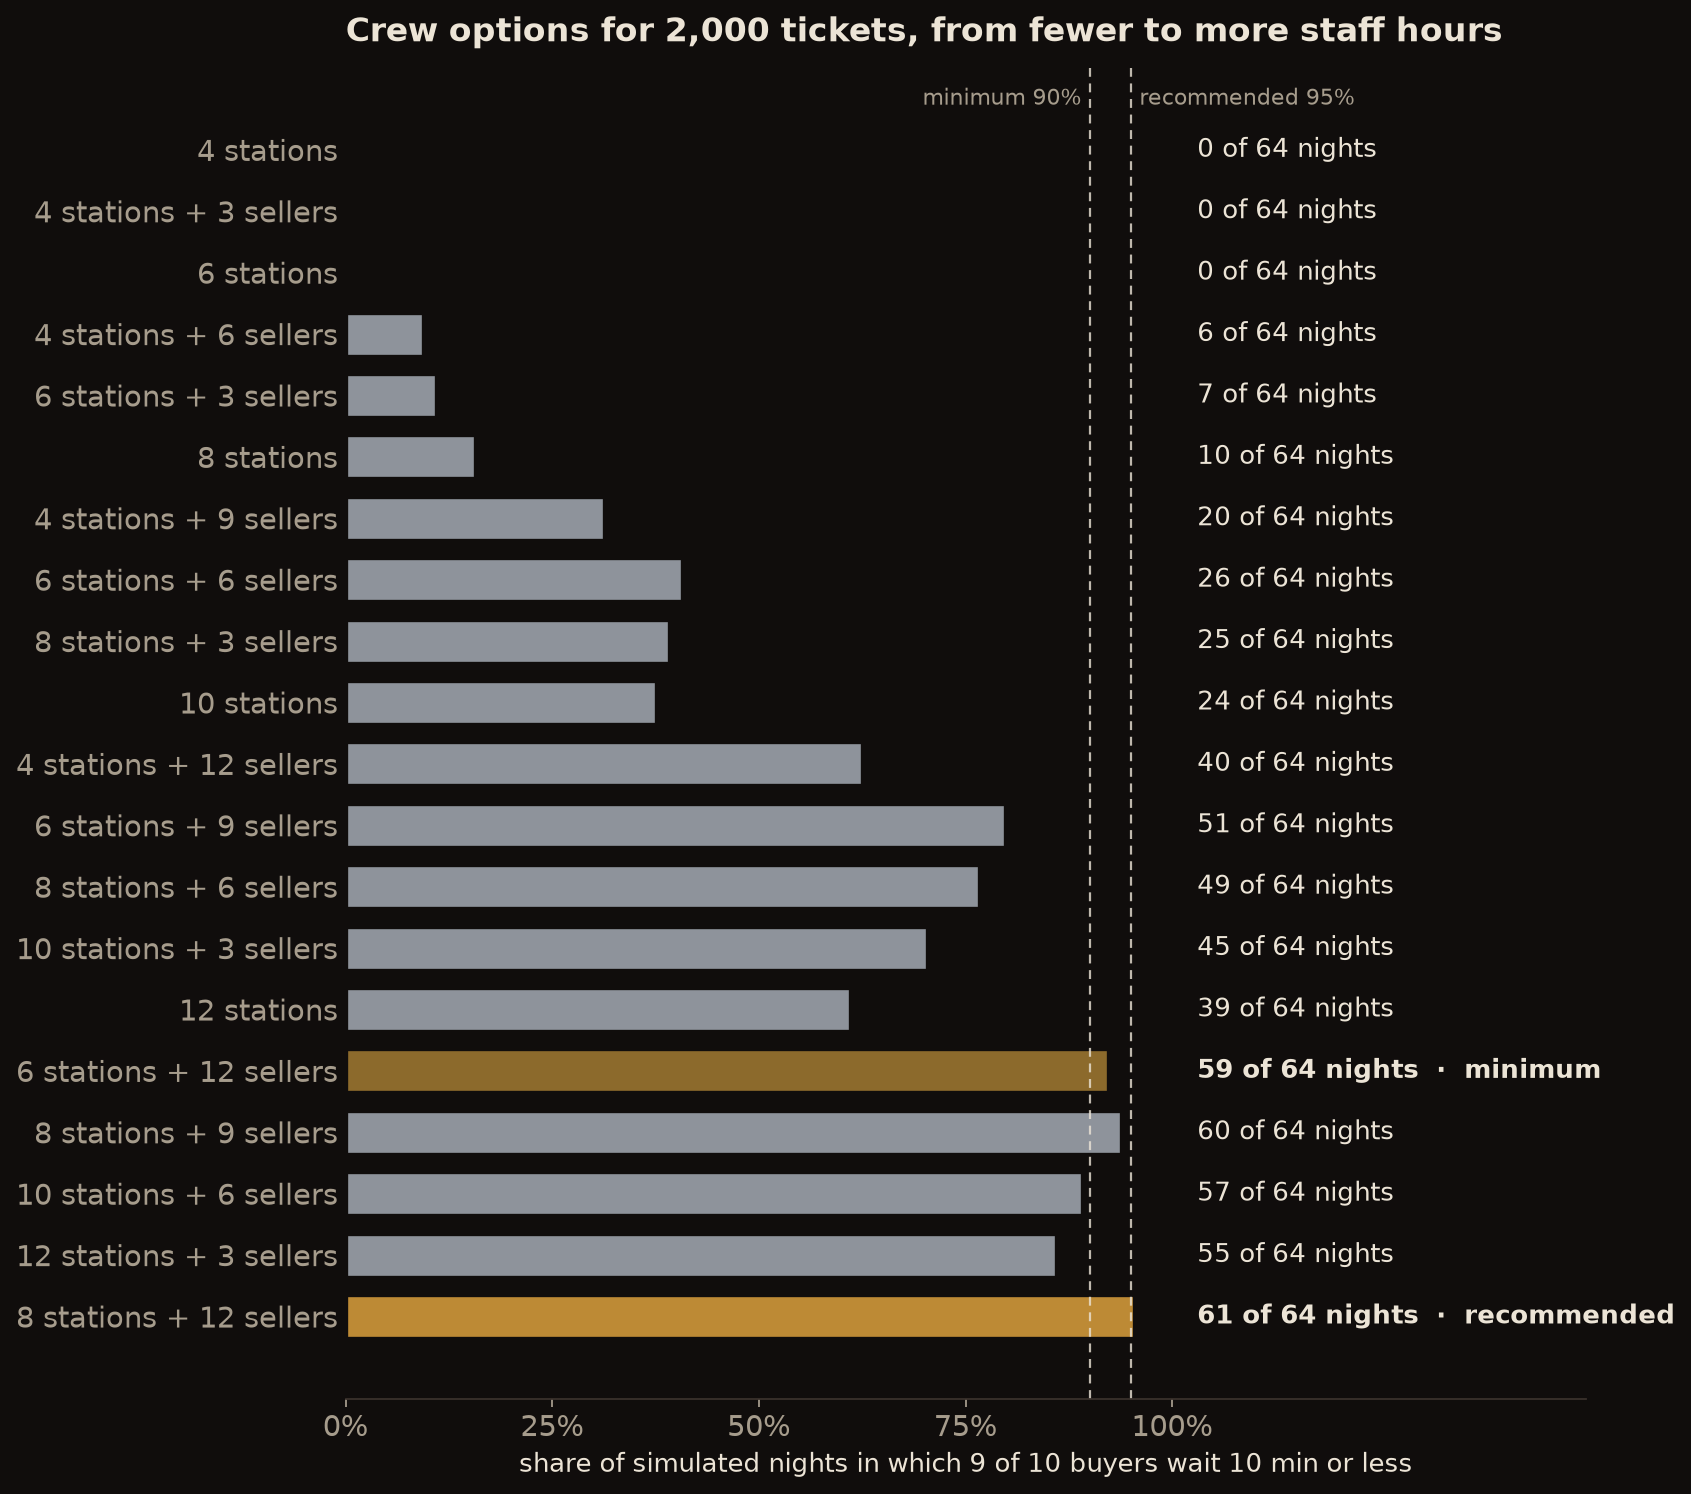 Crew options for 2,000 tickets, from fewer to more staff hours
minimum 90% recommended 95%
4 stations 0 of 64 nights
4 stations + 3 sellers 0 of 64 nights
6 stations 0 of 64 nights
4 stations + 6 sellers 6 of 64 nights
6 stations + 3 sellers 7 of 64 nights
8 stations 10 of 64 nights
4 stations + 9 sellers 20 of 64 nights
6 stations + 6 sellers 26 of 64 nights
8 stations + 3 sellers 25 of 64 nights
10 stations 24 of 64 nights
4 stations + 12 sellers 40 of 64 nights
6 stations + 9 sellers 51 of 64 nights
8 stations + 6 sellers 49 of 64 nights
10 stations + 3 sellers 45 of 64 nights
12 stations 39 of 64 nights
6 stations + 12 sellers 59 of 64 nights · minimum
8 stations + 9 sellers 60 of 64 nights
10 stations + 6 sellers 57 of 64 nights
12 stations + 3 sellers 55 of 64 nights
8 stations + 12 sellers 61 of 64 nights · recommended
0% 25% 50% 75% 100%
share of simulated nights in which 9 of 10 buyers wait 10 min or less